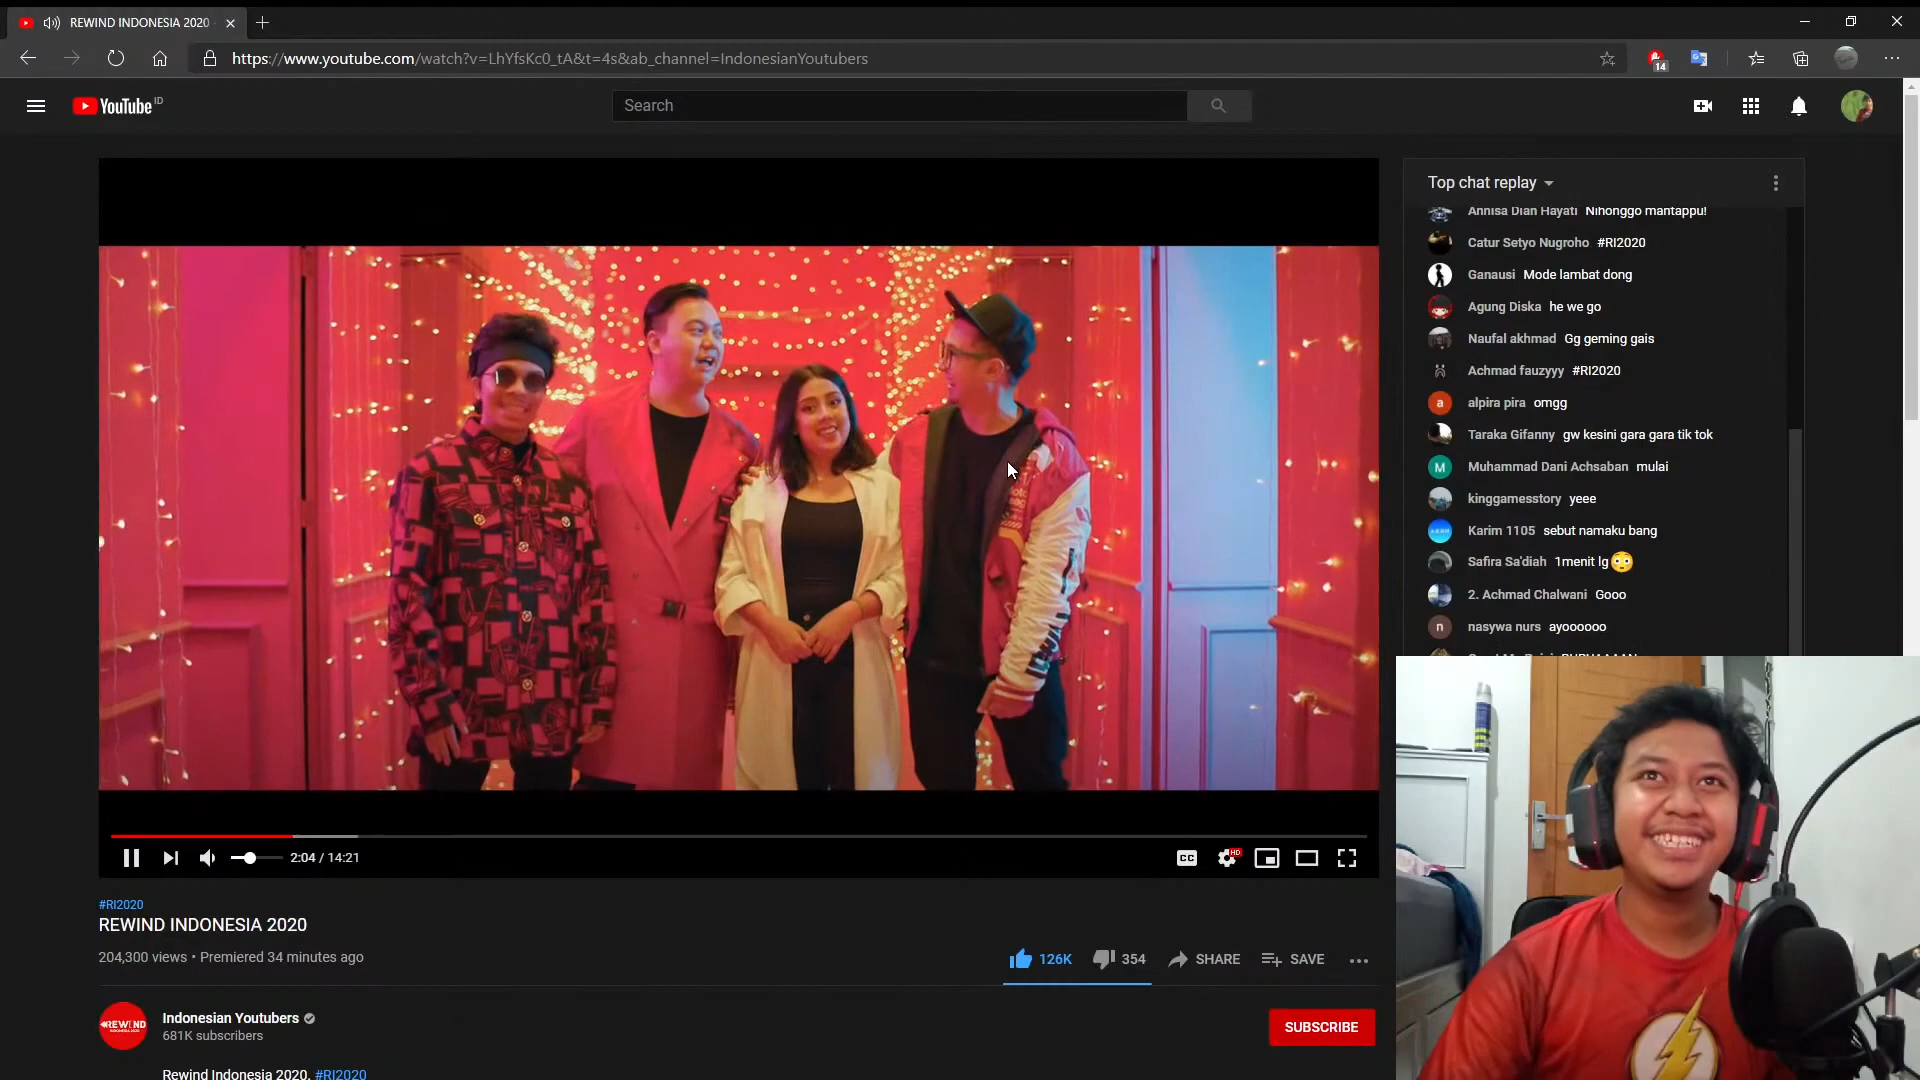 REWIND INDONESIA 2020
https://www.youtube.com/watch?v=LhYfsKc0_tA&t=4s&ab_channel=IndonesianYoutubers
14
YouTube ID
Search
Top chat replay
Annisa Dian Hayati Nihonggo mantappu!
Catur Setyo Nugroho #RI2020
Ganausi Mode lambat dong
Agung Diska he we go
Naufal akhmad Gg geming gais
Achmad fauzyyy #RI2020
a alpira pira omgg
Taraka Gifanny gw kesini gara gara tik tok
M Muhammad Dani Achsaban mulai
kinggamesstory yeee
Karim 1105 sebut namaku bang
Safira Sa'diah 1menit lg😳
2. Achmad Chalwani Gooo
n nasywa nurs ayoooooo
2:04 / 14:21
CC
HD
#RI2020
REWIND INDONESIA 2020
204,300 views • Premiered 34 minutes ago
126K 354 SHARE SAVE
REWIND
Indonesian Youtubers
681K subscribers
SUBSCRIBE
Rewind Indonesia 2020. #RI2020